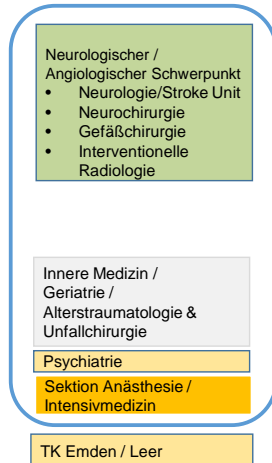 Neurologischer /
Angiologischer Schwerpunkt
• Neurologie/Stroke Unit
• Neurochirurgie
• Gefäßchirurgie
• Interventionelle
Radiologie
Innere Medizin /
Geriatrie /
Alterstraumatologie &
Unfallchirurgie
Psychiatrie
Sektion Anästhesie /
Intensivmedizin
TK Emden / Leer